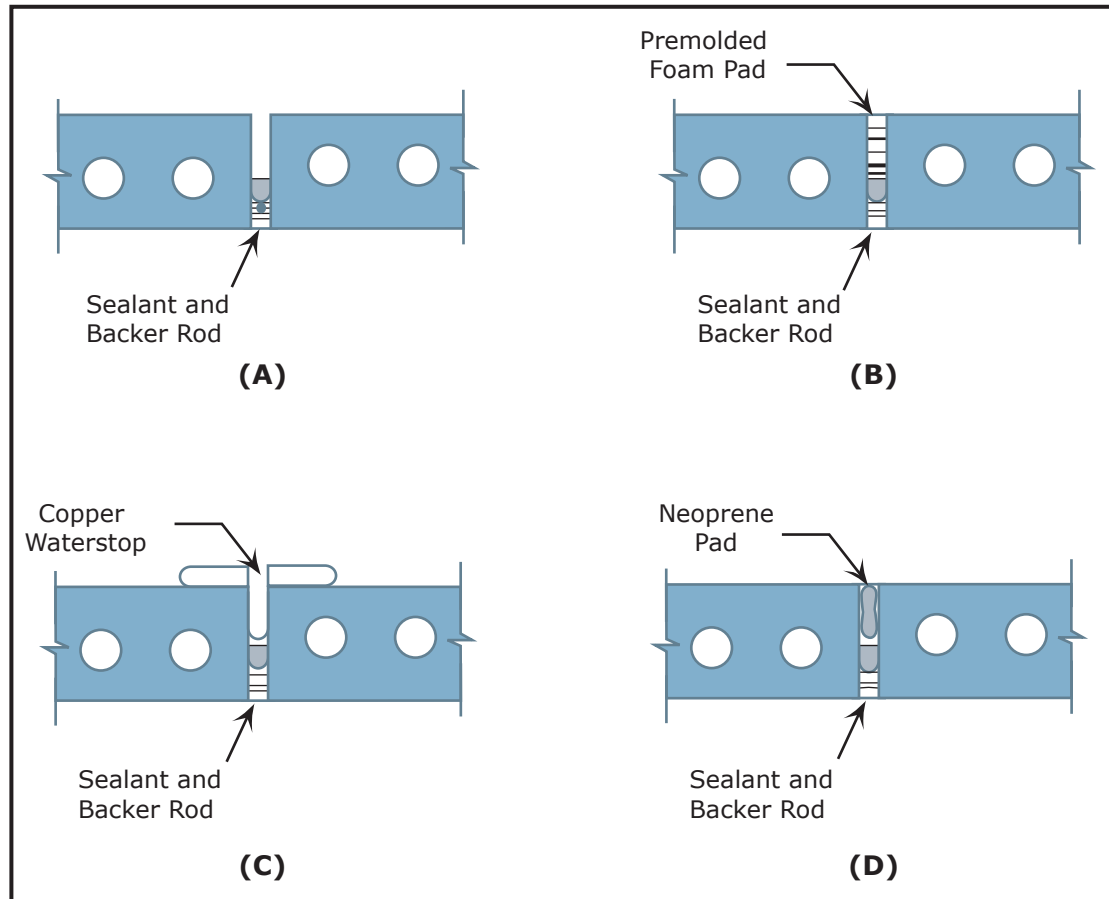 Premolded
Foam Pad
Sealant and
Backer Rod
(A)
Sealant and
Backer Rod
(B)
Copper
Waterstop
Neoprene
Pad
Sealant and
Backer Rod
(C)
Sealant and
Backer Rod
(D)